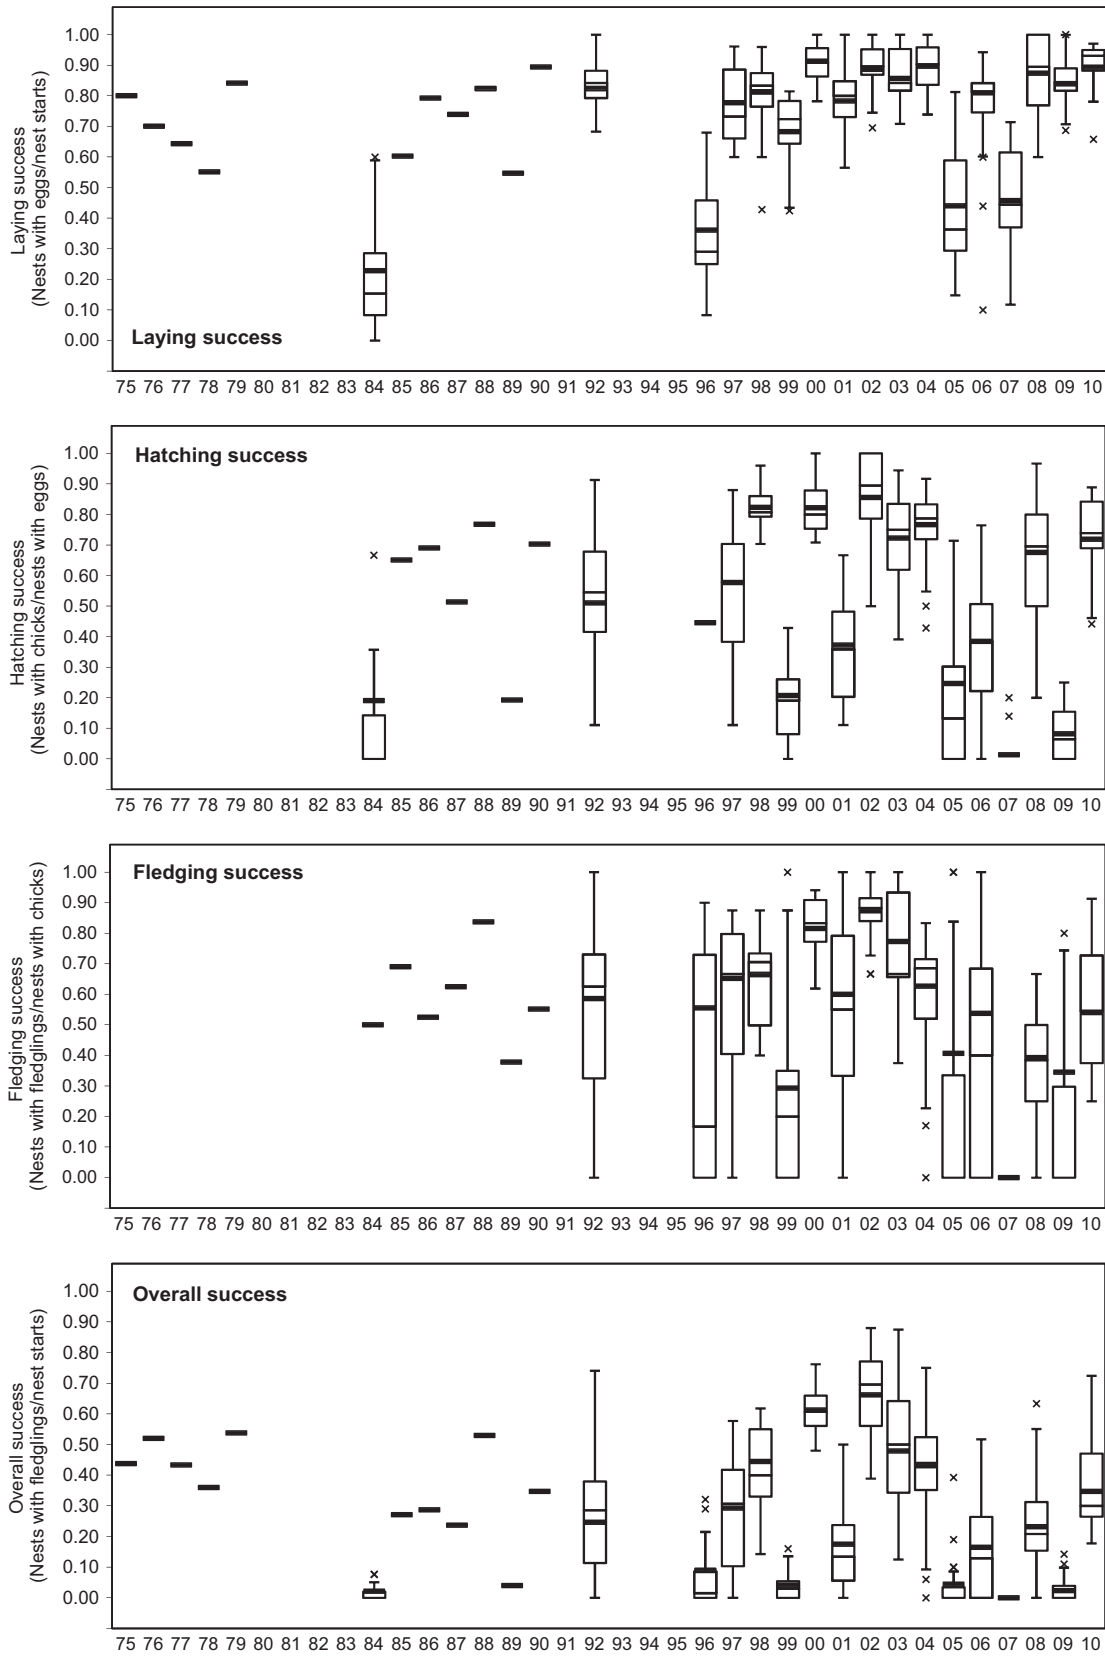 Laying success
(Nests with eggs/nest starts)
1.00
0.90
0.80
0.70
0.60
0.50
0.40
0.30
0.20
0.10
0.00
Laying success
75 76 77 78 79 80 81 82 83 84 85 86 87 88 89 90 91 92 93 94 95 96 97 98 99 00 01 02 03 04 05 06 07 08 09 10
Hatching success
(Nests with chicks/nests with eggs)
1.00
0.90
0.80
0.70
0.60
0.50
0.40
0.30
0.20
0.10
0.00
Hatching success
75 76 77 78 79 80 81 82 83 84 85 86 87 88 89 90 91 92 93 94 95 96 97 98 99 00 01 02 03 04 05 06 07 08 09 10
Fledging success
(Nests with fledglings/nests with chicks)
1.00
0.90
0.80
0.70
0.60
0.50
0.40
0.30
0.20
0.10
0.00
Fledging success
75 76 77 78 79 80 81 82 83 84 85 86 87 88 89 90 91 92 93 94 95 96 97 98 99 00 01 02 03 04 05 06 07 08 09 10
Overall success
(Nests with fledglings/nest starts)
1.00
0.90
0.80
0.70
0.60
0.50
0.40
0.30
0.20
0.10
0.00
Overall success
75 76 77 78 79 80 81 82 83 84 85 86 87 88 89 90 91 92 93 94 95 96 97 98 99 00 01 02 03 04 05 06 07 08 09 10